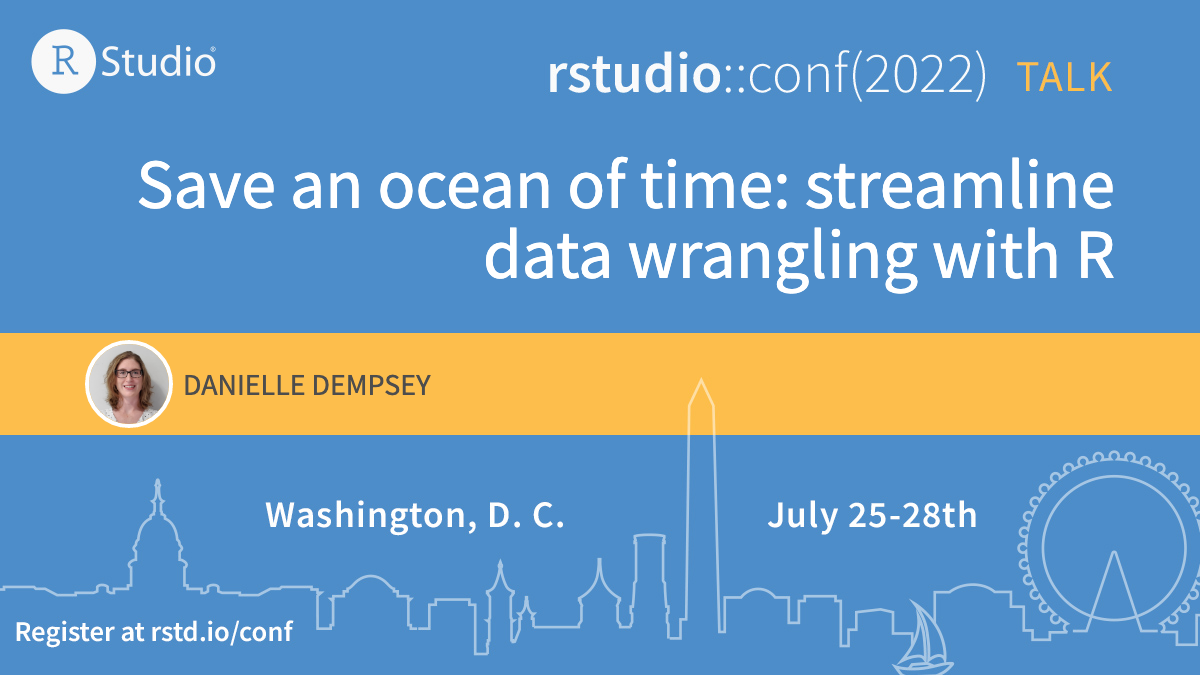 R Studio®
rstudio::conf(2022) TALK
Save an ocean of time: streamline
data wrangling with R
DANIELLE DEMPSEY
Washington, D. C.
July 25-28th
Register at rstd.io/conf